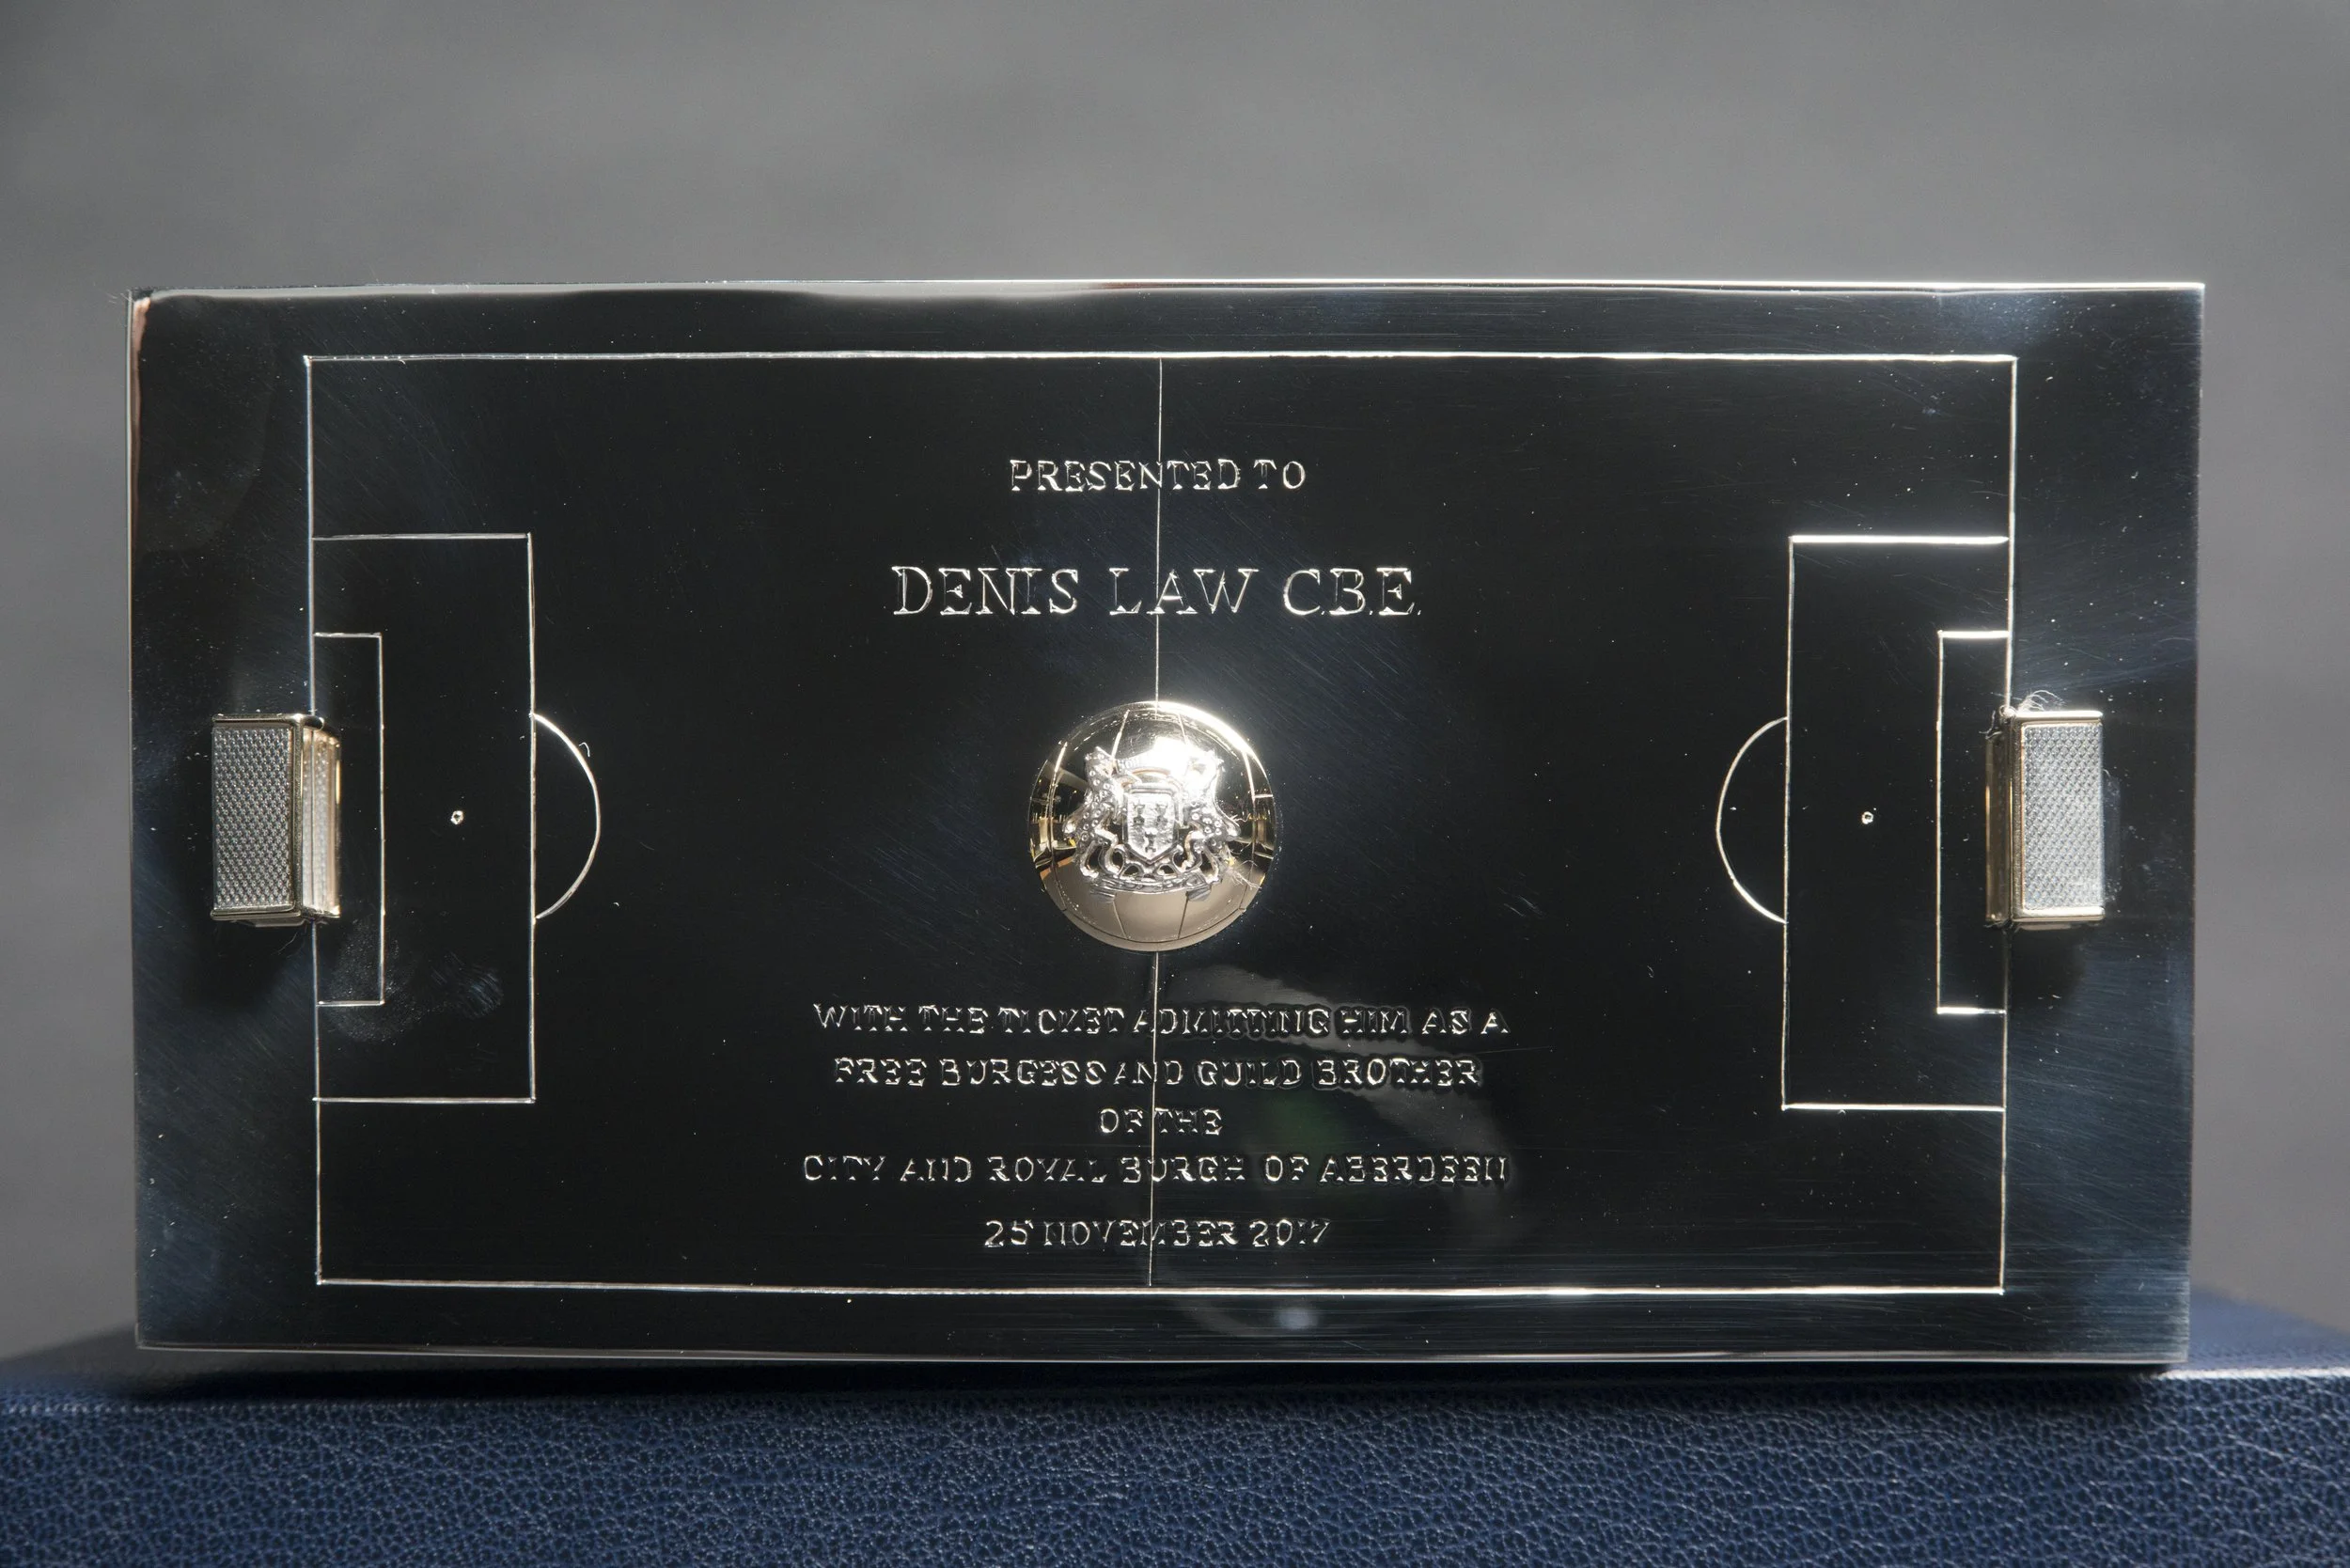 PRESENTED TO
DENIS LAW C.B.E.
WITH THE TICKET ADMITTING HIM AS A
FREE BURGESS AND GUILD BROTHER
OF THE
CITY AND ROYAL BURGH OF ABERDEEN
25 NOVEMBER 2017